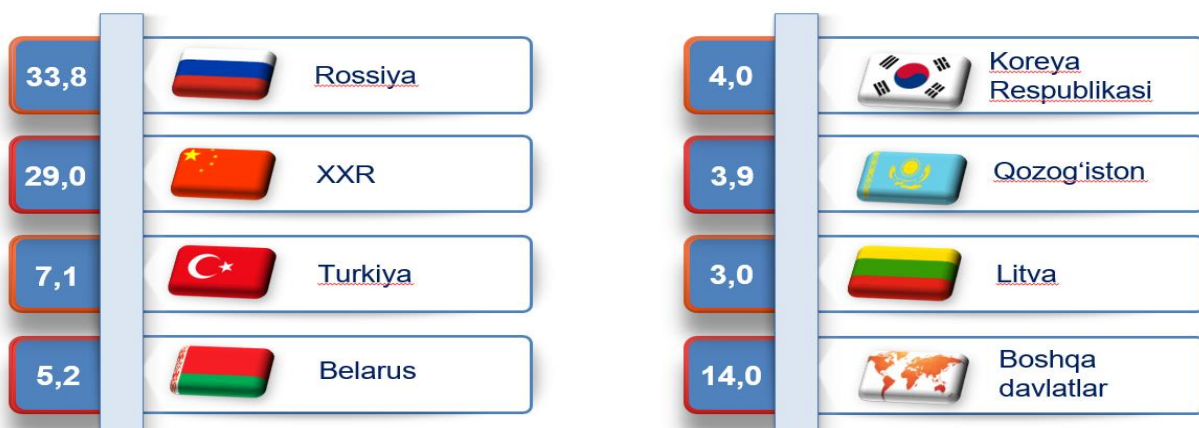 33,8 Rossiya
29,0 XXR
7,1 Turkiya
5,2 Belarus
4,0 Koreya
Respublikasi
3,9 Qozog‘iston
3,0 Litva
14,0 Boshqa
davlatlar